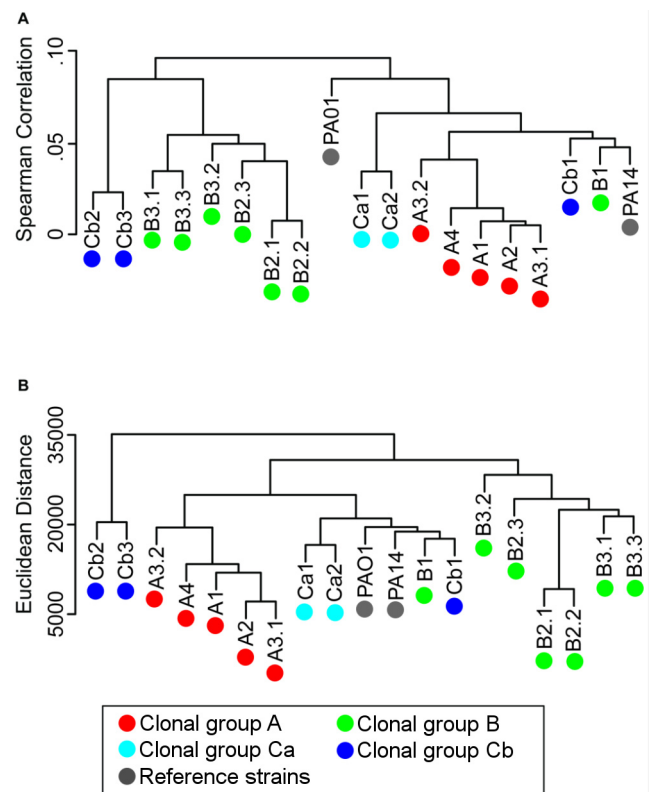 A
Spearman Correlation
.10
.05
0
Cb2
Cb3
B3.1
B3.3
B3.2
B2.3
B2.1
B2.2
PA01
Ca1
Ca2
A3.2
A4
A1
A2
A3.1
Cb1
B1
PA14
B
Euclidean Distance
35000
20000
5000
Cb2
Cb3
A3.2
A4
A1
A2
A3.1
Ca1
Ca2
PAO1
PA14
B1
Cb1
B3.2
B2.3
B2.1
B2.2
B3.1
B3.3
Clonal group A
Clonal group B
Clonal group Ca
Clonal group Cb
Reference strains